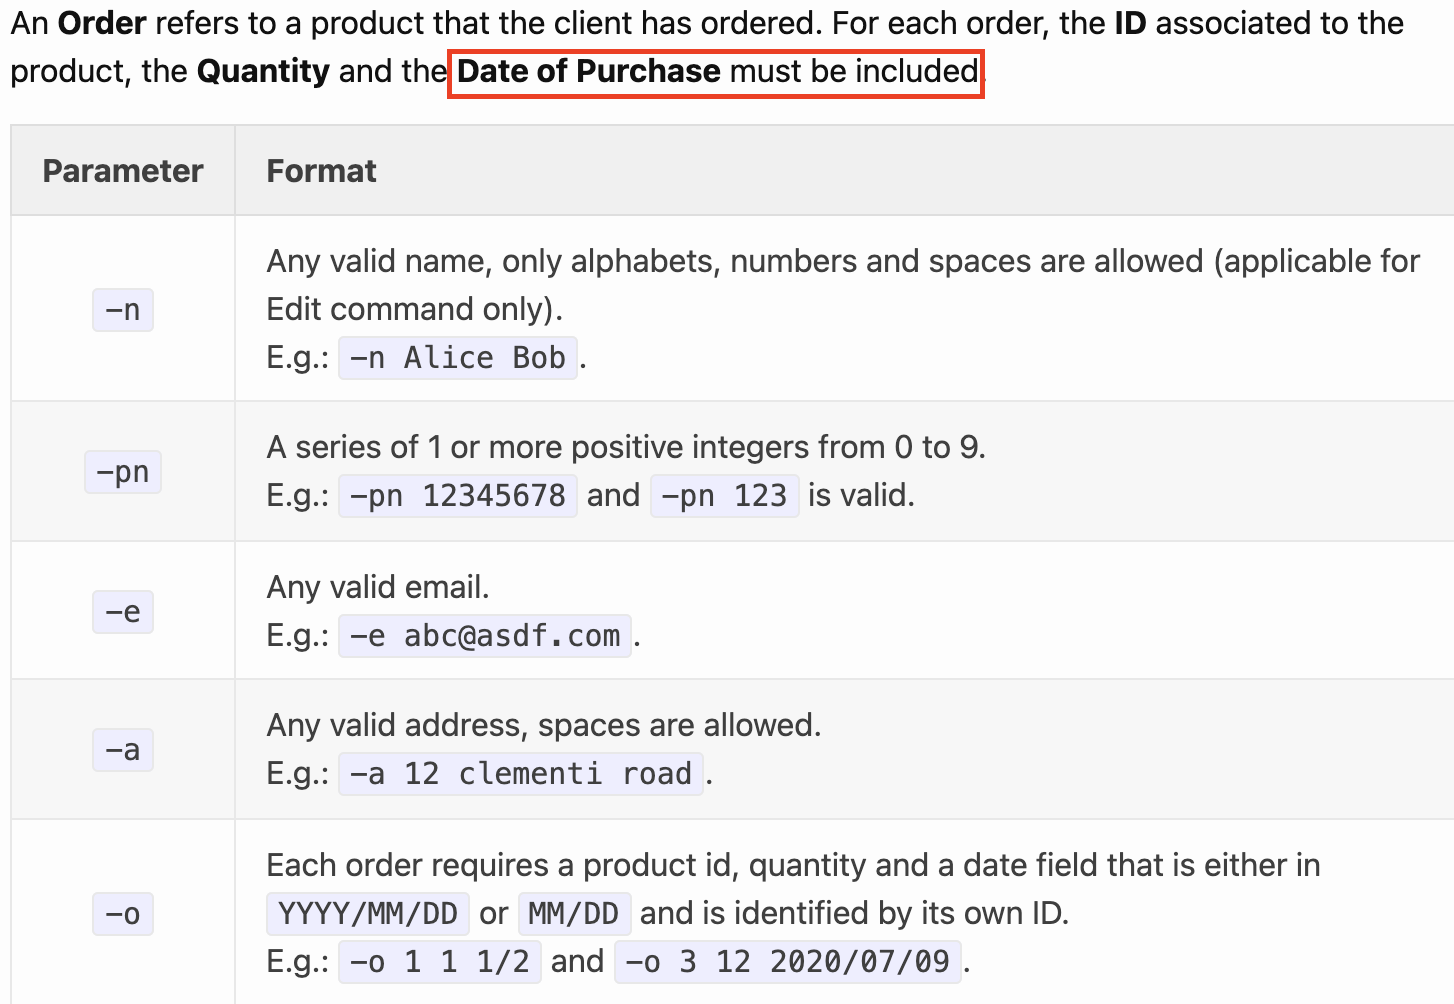 An Order refers to a product that the client has ordered. For each order, the ID associated to the
product, the Quantity and the Date of Purchase must be included.
Parameter Format
-n
Any valid name, only alphabets, numbers and spaces are allowed (applicable for
Edit command only).
E.g.: -n Alice Bob.
-pn
A series of 1 or more positive integers from 0 to 9.
E.g.: -pn 12345678 and -pn 123 is valid.
-e
Any valid email.
E.g.: -e abc@asdf.com.
-a
Any valid address, spaces are allowed.
E.g.: -a 12 clementi road.
-o
Each order requires a product id, quantity and a date field that is either in
YYYY/MM/DD or MM/DD and is identified by its own ID.
E.g.: -o 1 1 1/2 and -o 3 12 2020/07/09.